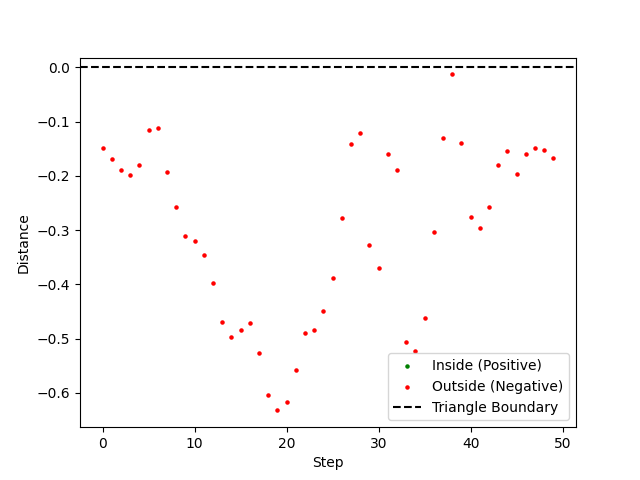 0.0
−0.1
−0.2
−0.3
−0.4
−0.5
−0.6
Distance
Inside (Positive)
Outside (Negative)
Triangle Boundary
0 10 20 30 40 50
Step